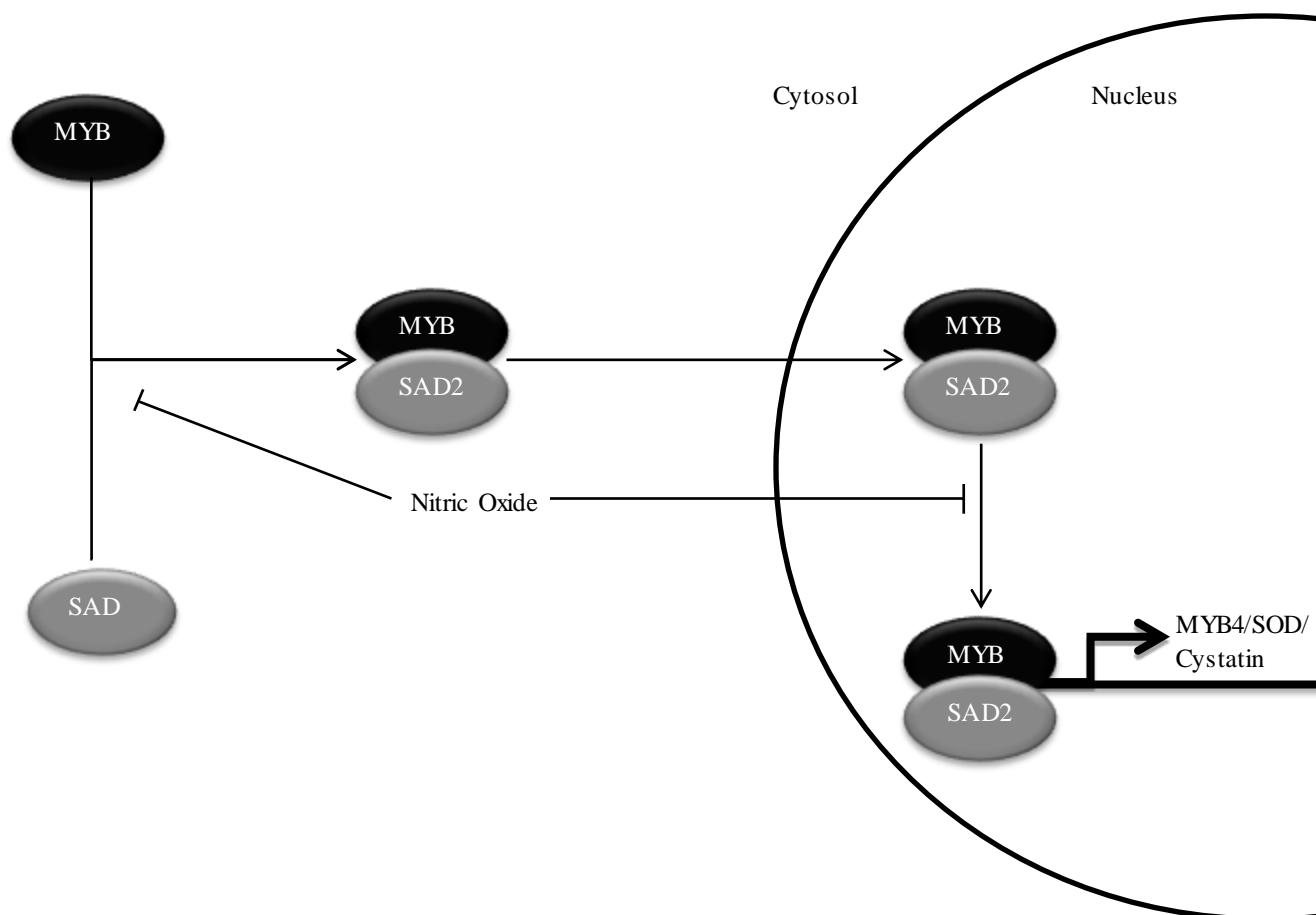 Cytosol
Nucleus
MYB
MYB
SAD2
MYB
SAD2
Nitric Oxide
SAD
MYB
SAD2
MYB4/SOD/
Cystatin